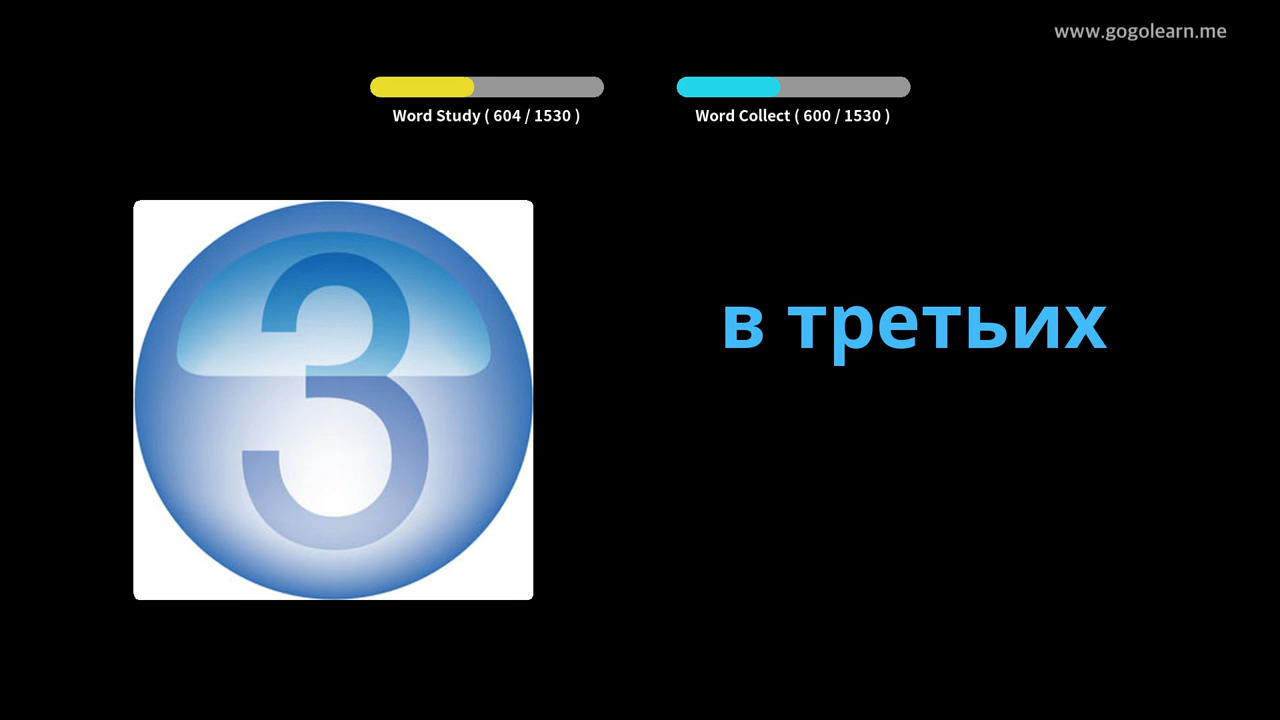 www.gogolearn.me
Word Study ( 604 / 1530 )
Word Collect ( 600 / 1530 )
3
в третьих